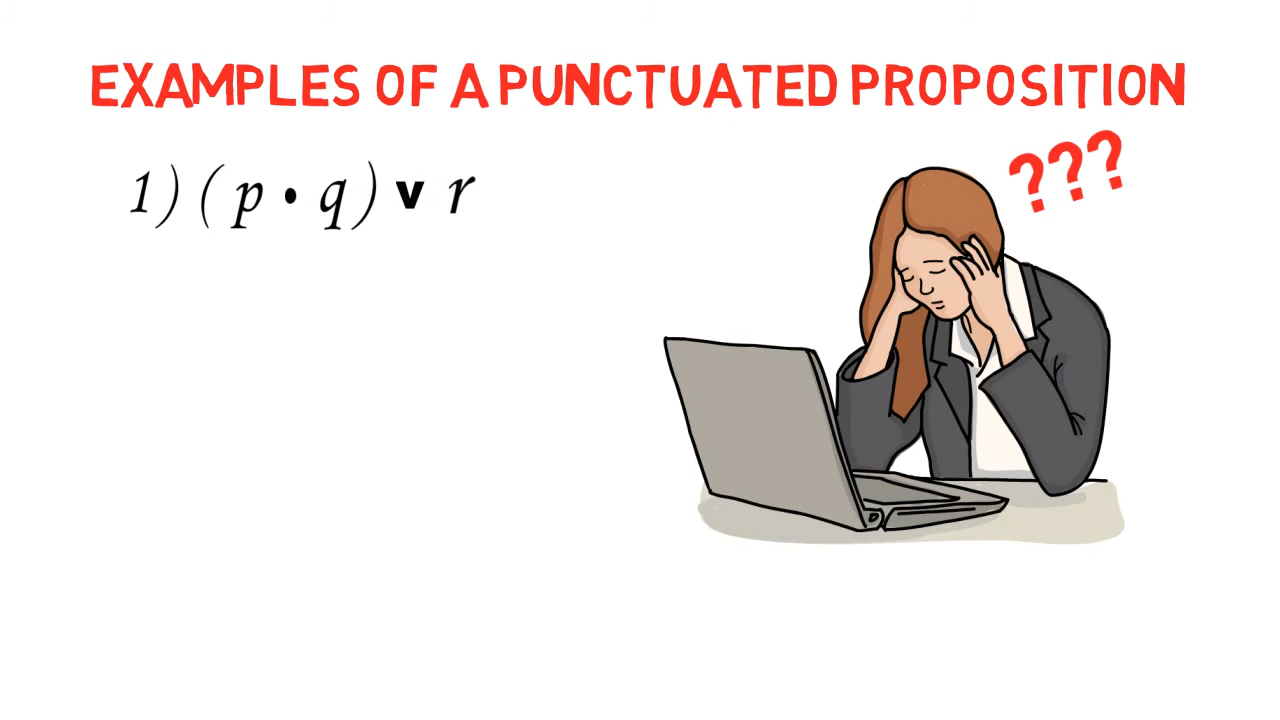 EXAMPLES OF A PUNCTUATED PROPOSITION
???
1) ( p • q ) v r